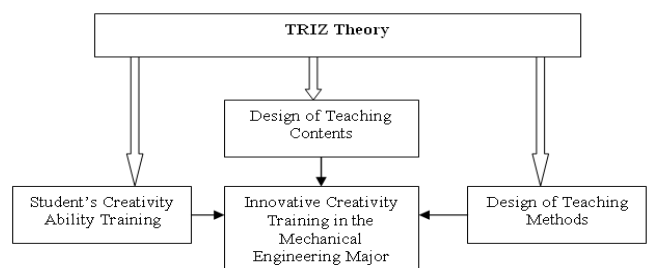 TRIZ Theory
Design of Teaching
Contents
Student's Creativity
Ability Training
Innovative Creativity
Training in the
Mechanical
Engineering Major
Design of Teaching
Methods